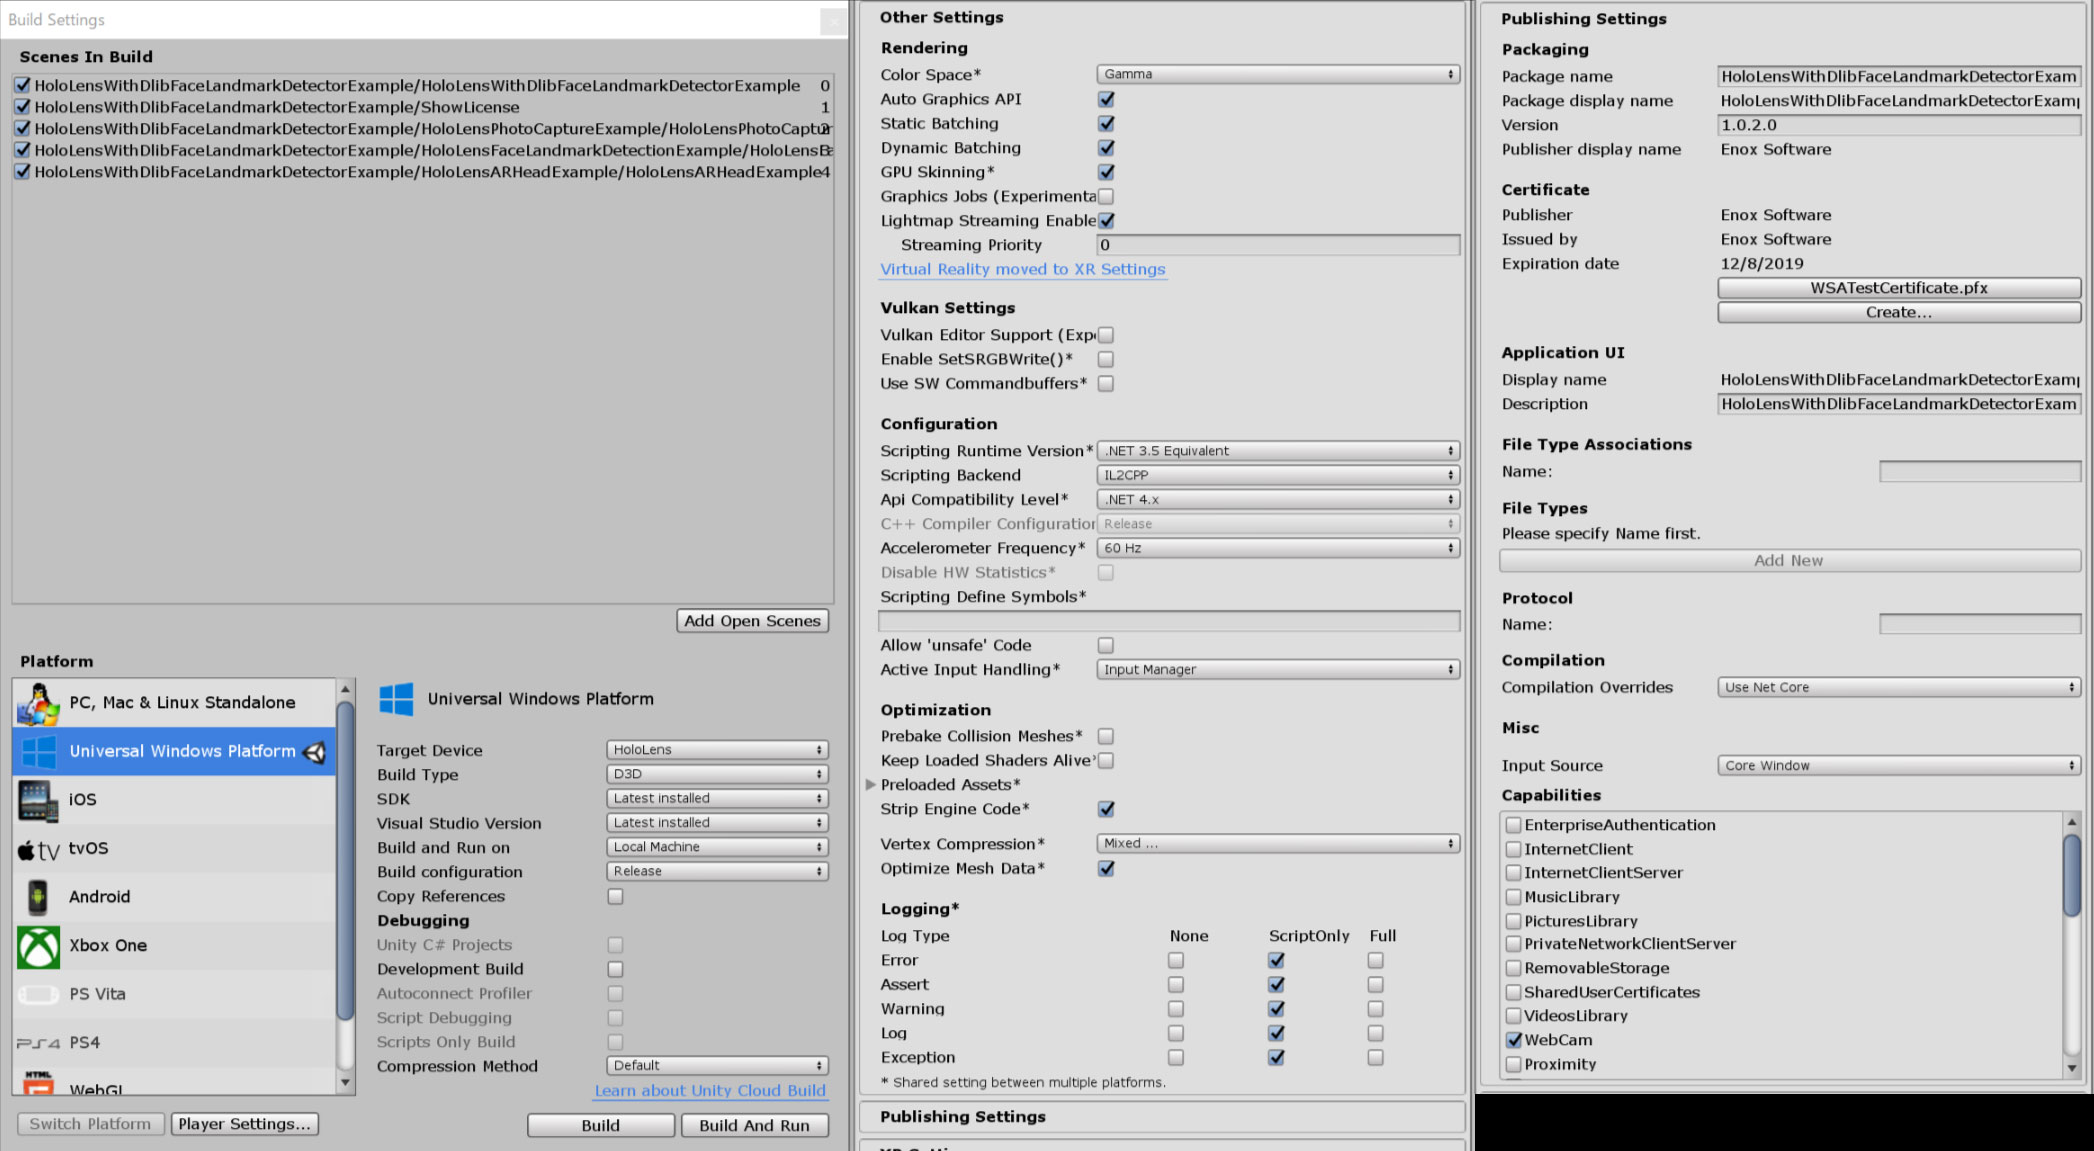 Build Settings
Scenes In Build
HoloLensWithDlibFaceLandmarkDetectorExample/HoloLensWithDlibFaceLandmarkDetectorExample 0
HoloLensWithDlibFaceLandmarkDetectorExample/ShowLicense 1
HoloLensWithDlibFaceLandmarkDetectorExample/HoloLensPhotoCaptureExample/HoloLensPhotoCaptur 2
HoloLensWithDlibFaceLandmarkDetectorExample/HoloLensFaceLandmarkDetectionExample/HoloLens 3
HoloLensWithDlibFaceLandmarkDetectorExample/HoloLensARHeadExample/HoloLensARHeadExample 4
Add Open Scenes
Platform
PC, Mac & Linux Standalone
Universal Windows Platform
iOS
tv tvOS
Android
Xbox One
PS Vita
PS4 PS4
HTML WebGL
Switch Platform
Player Settings...
Universal Windows Platform
Target Device HoloLens
Build Type D3D
SDK Latest installed
Visual Studio Version Latest installed
Build and Run on Local Machine
Build configuration Release
Copy References
Debugging
Unity C# Projects
Development Build
Autoconnect Profiler
Script Debugging
Scripts Only Build
Compression Method Default
Learn about Unity Cloud Build
Build
Build And Run
Other Settings
Rendering
Color Space* Gamma
Auto Graphics API
Static Batching
Dynamic Batching
GPU Skinning*
Graphics Jobs (Experimenta
Lightmap Streaming Enable
Streaming Priority 0
Virtual Reality moved to XR Settings
Vulkan Settings
Vulkan Editor Support (Exp
Enable SetSRGBWrite()*
Use SW Commandbuffers*
Configuration
Scripting Runtime Version* .NET 3.5 Equivalent
Scripting Backend IL2CPP
Api Compatibility Level* .NET 4.x
C++ Compiler Configuration Release
Accelerometer Frequency* 60 Hz
Disable HW Statistics*
Scripting Define Symbols*
Allow 'unsafe' Code
Active Input Handling* Input Manager
Optimization
Prebake Collision Meshes*
Keep Loaded Shaders Alive*
Preloaded Assets*
Strip Engine Code*
Vertex Compression* Mixed ...
Optimize Mesh Data*
Logging*
Log Type None ScriptOnly Full
Error
Assert
Warning
Log
Exception
* Shared setting between multiple platforms.
Publishing Settings
Publishing Settings
Packaging
Package name HoloLensWithDlibFaceLandmarkDetectorExam
Package display name HoloLensWithDlibFaceLandmarkDetectorExam
Version 1.0.2.0
Publisher display name Enox Software
Certificate
Publisher Enox Software
Issued by Enox Software
Expiration date 12/8/2019
WSATestCertificate.pfx
Create...
Application UI
Display name HoloLensWithDlibFaceLandmarkDetectorExam
Description HoloLensWithDlibFaceLandmarkDetectorExam
File Type Associations
Name:
File Types
Please specify Name first.
Add New
Protocol
Name:
Compilation
Compilation Overrides Use Net Core
Misc
Input Source Core Window
Capabilities
EnterpriseAuthentication
InternetClient
InternetClientServer
MusicLibrary
PicturesLibrary
PrivateNetworkClientServer
RemovableStorage
SharedUserCertificates
VideosLibrary
WebCam
Proximity